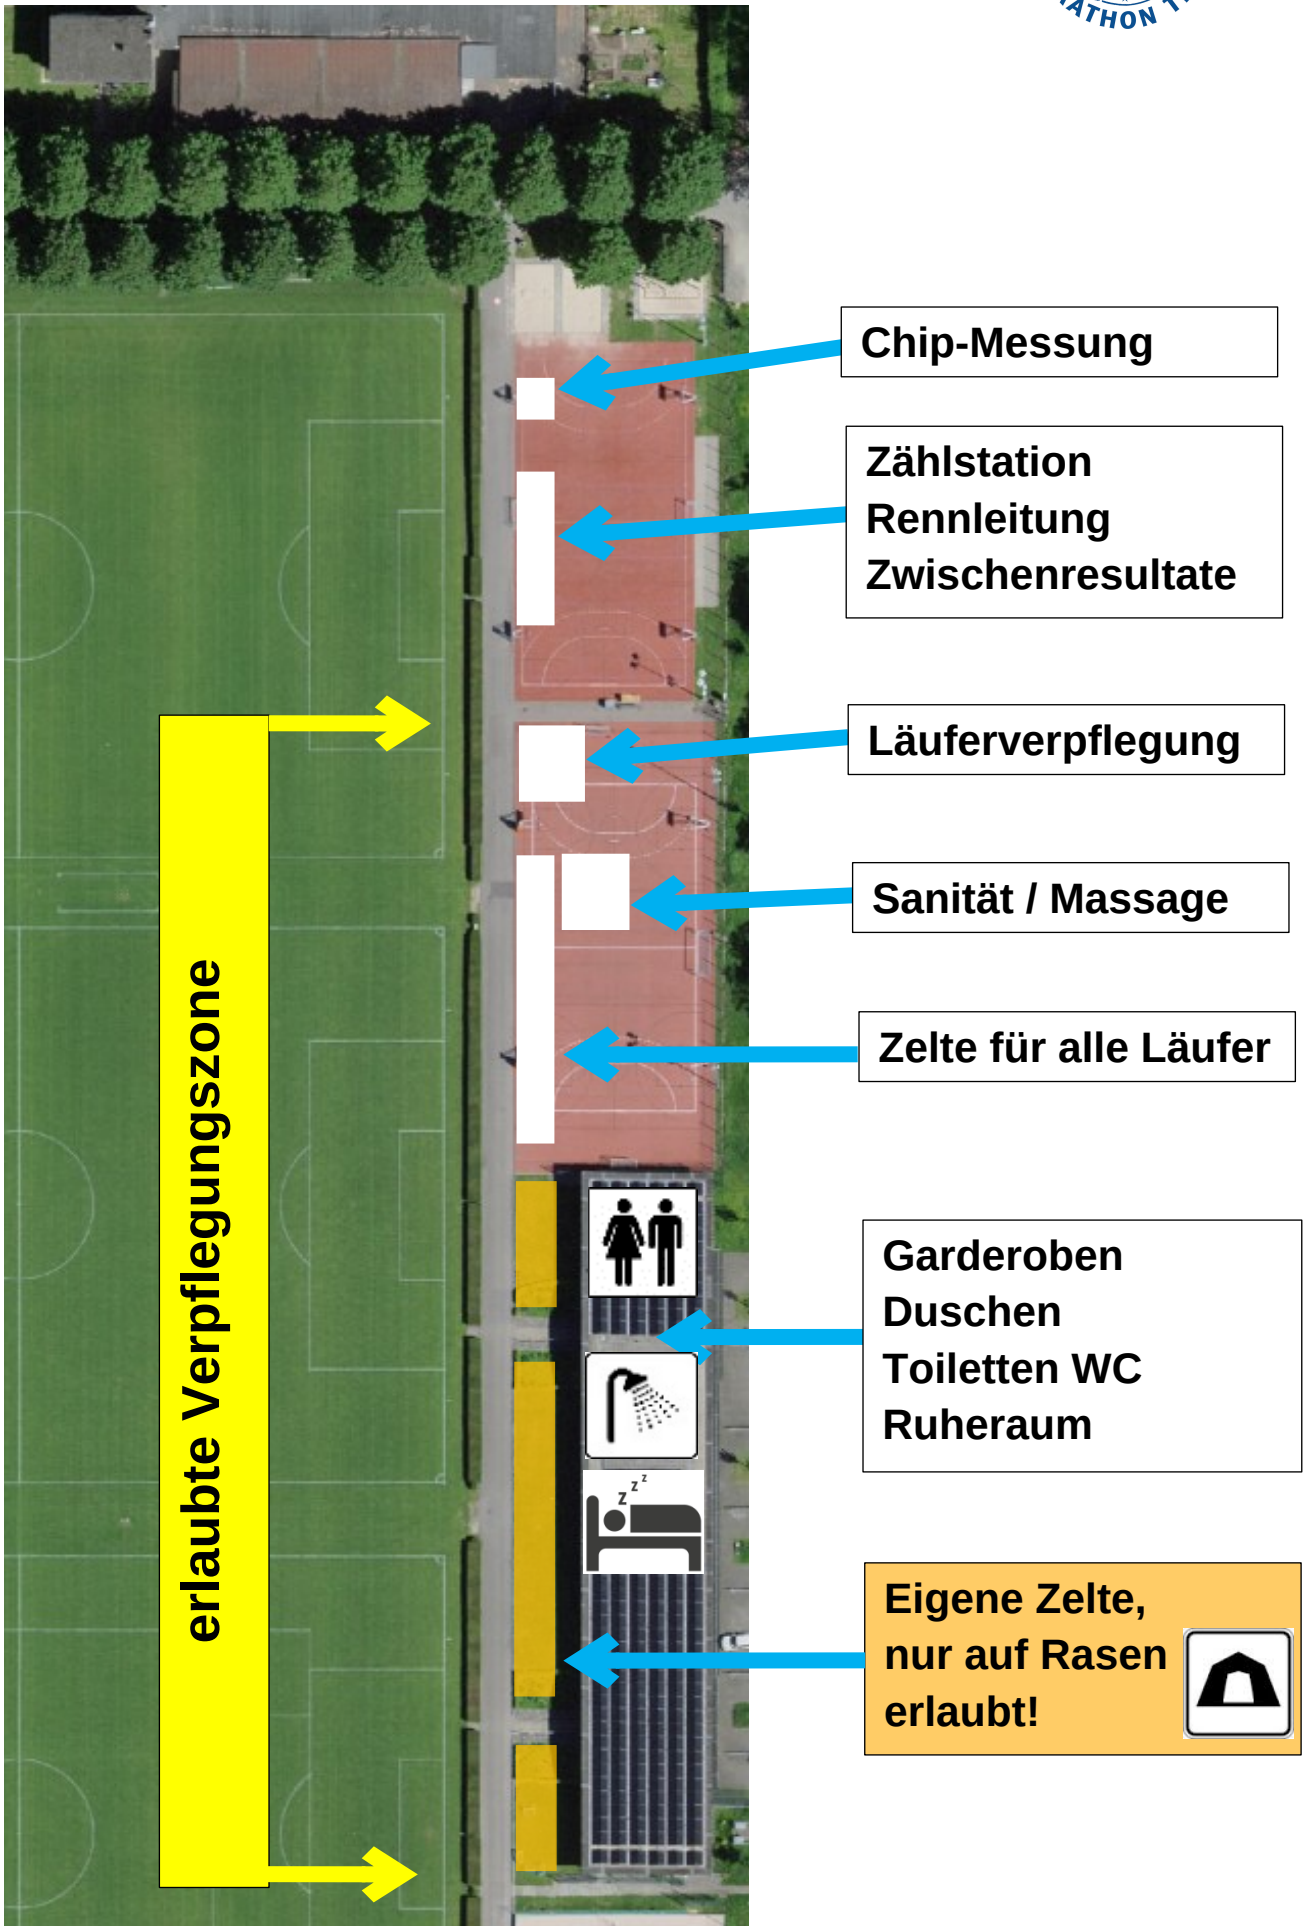 ATHON T
Chip-Messung
Zählstation
Rennleitung
Zwischenresultate
Läuferverpflegung
Sanität / Massage
Zelte für alle Läufer
erlaubte Verpflegungszone
Garderoben
Duschen
Toiletten WC
Ruheraum
z z z
Eigene Zelte,
nur auf Rasen
erlaubt!